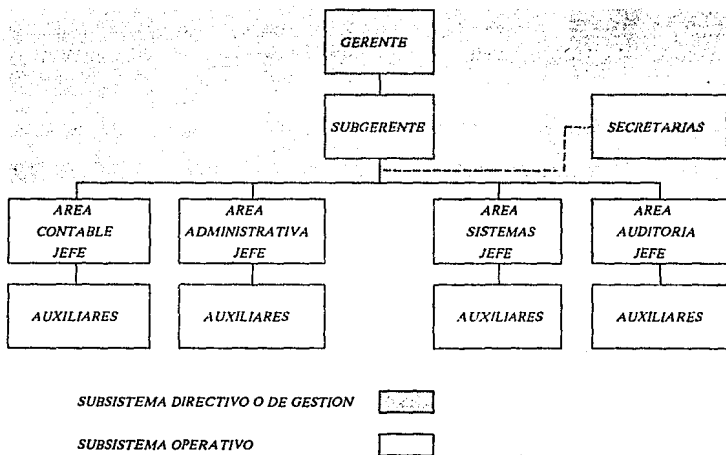 GERENTE
SUBGERENTE
SECRETARIAS
AREA
CONTABLE
JEFE
AREA
ADMINISTRATIVA
JEFE
AREA
SISTEMAS
JEFE
AREA
AUDITORIA
JEFE
AUXILIARES
AUXILIARES
AUXILIARES
AUXILIARES
SUBSISTEMA DIRECTIVO O DE GESTION
SUBSISTEMA OPERATIVO